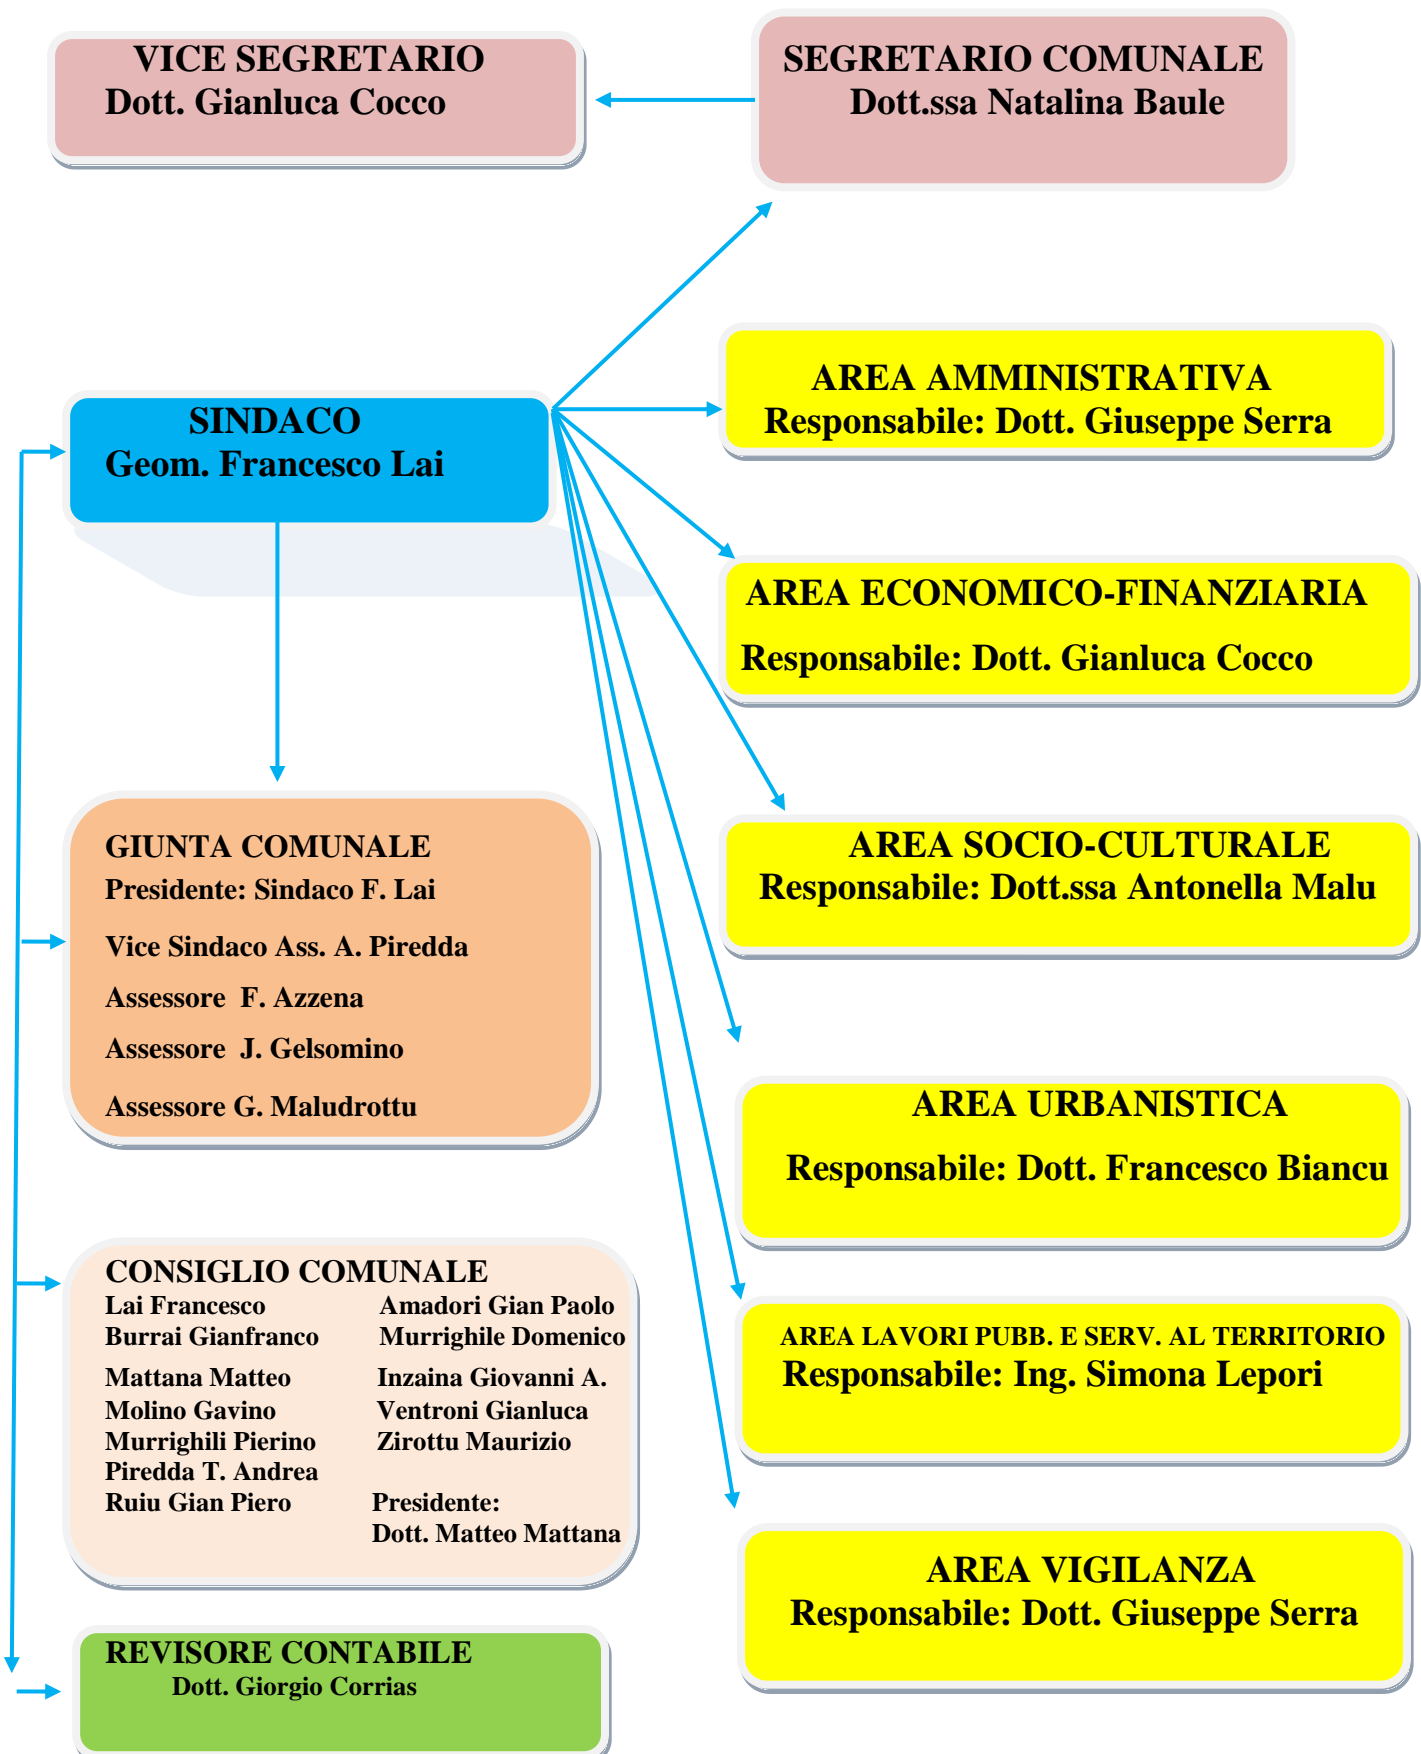 VICE SEGRETARIO
Dott. Gianluca Cocco
SEGRETARIO COMUNALE
Dott.ssa Natalina Baule
SINDACO
Geom. Francesco Lai
AREA AMMINISTRATIVA
Responsabile: Dott. Giuseppe Serra
AREA ECONOMICO-FINANZIARIA
Responsabile: Dott. Gianluca Cocco
AREA SOCIO-CULTURALE
Responsabile: Dott.ssa Antonella Malu
GIUNTA COMUNALE
Presidente: Sindaco F. Lai
Vice Sindaco Ass. A. Piredda
Assessore F. Azzena
Assessore J. Gelsomino
Assessore G. Maludrottu
AREA URBANISTICA
Responsabile: Dott. Francesco Biancu
CONSIGLIO COMUNALE
Lai Francesco Amadori Gian Paolo
Burrai Gianfranco Murrighile Domenico
Mattana Matteo Inzaina Giovanni A.
Molino Gavino Ventroni Gianluca
Murrighili Pierino Zirottu Maurizio
Piredda T. Andrea
Ruiu Gian Piero Presidente:
Dott. Matteo Mattana
AREA LAVORI PUBB. E SERV. AL TERRITORIO
Responsabile: Ing. Simona Lepori
AREA VIGILANZA
Responsabile: Dott. Giuseppe Serra
REVISORE CONTABILE
Dott. Giorgio Corrias